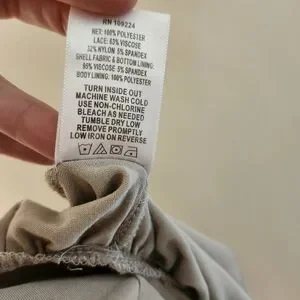 RN 109224
NET: 100% POLYESTER
LACE: 63% VISCOSE
32% NYLON 5% SPANDEX
SHELL FABRIC & BOTTOM LINING:
95% VISCOSE 5% SPANDEX
BODY LINING: 100% POLYESTER
TURN INSIDE OUT
MACHINE WASH COLD
USE NON-CHLORINE
BLEACH AS NEEDED
TUMBLE DRY LOW
REMOVE PROMPTLY
LOW IRON ON REVERSE